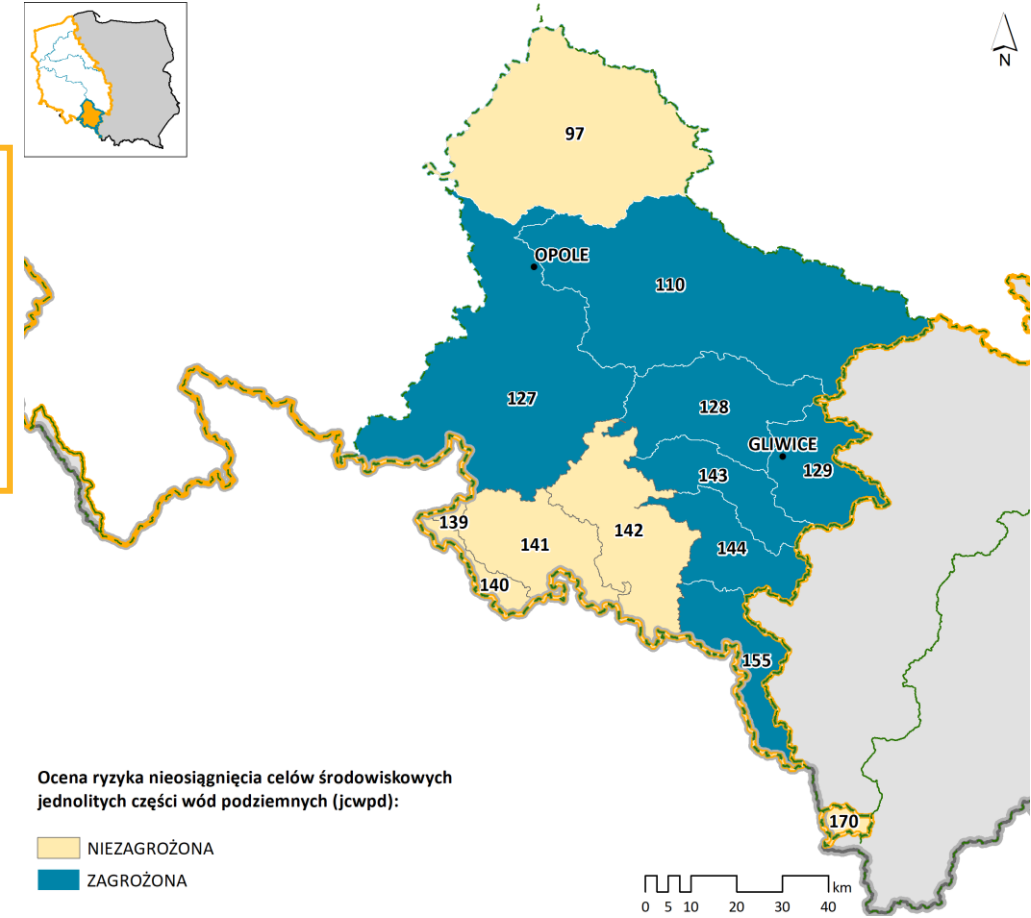 N
97
OPOLE
110
127
128
GLIWICE
129
143
139
141
142
144
140
155
170
Ocena ryzyka nieosiągnięcia celów środowiskowych
jednolitych części wód podziemnych (jcwpd):
NIEZAGROŻONA
ZAGROŻONA
km
0 5 10 20 30 40